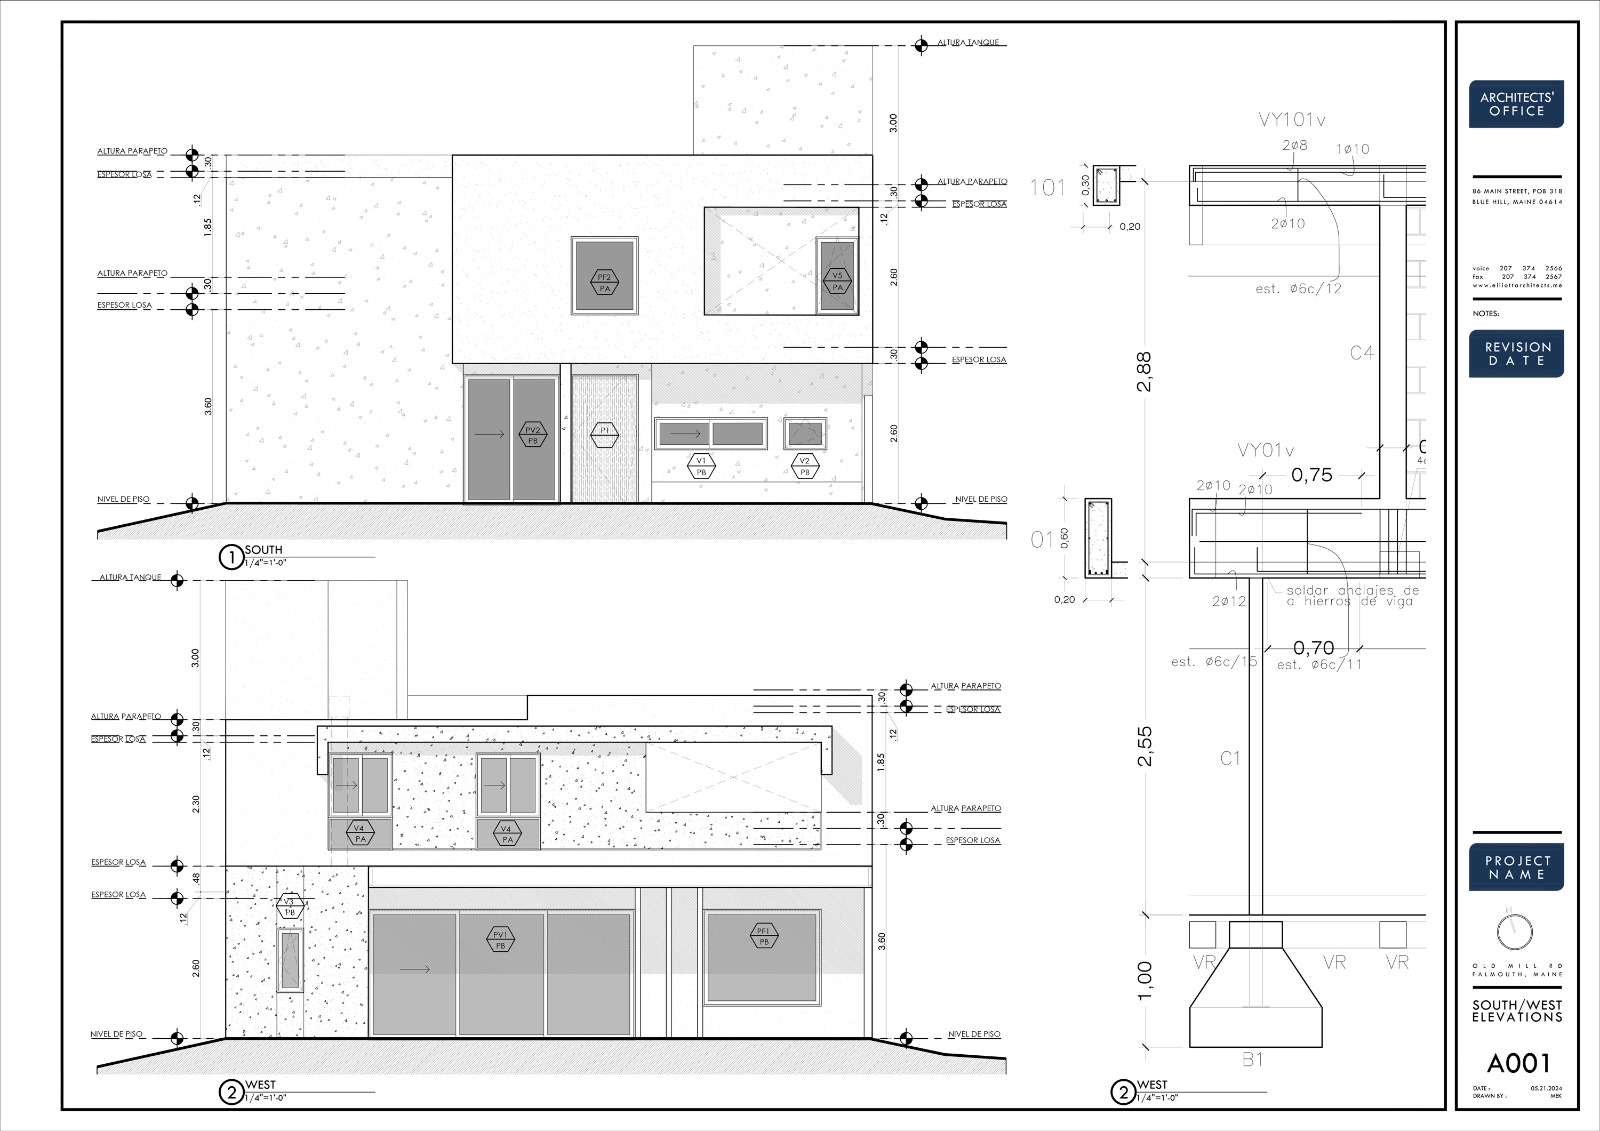 ALTURA TANQUE
3.00
ALTURA PARAPETO
.30
ESPESOR LOSA
.12
1.85
ALTURA PARAPETO
.30
ESPESOR LOSA
3.60
NIVEL DE PISO
ALTURA PARAPETO
.30
ESPESOR LOSA
.12
2.60
.30
ESPESOR LOSA
2.60
NIVEL DE PISO
PF2
PA
V5
PA
PV2
PB
P1
V1
PB
V2
PB
1
SOUTH
1/4"=1'-0"
ALTURA TANQUE
3.00
ALTURA PARAPETO
.30
ESPESOR LOSA
.12
2.30
ESPESOR LOSA
.48
ESPESOR LOSA
.12
2.60
NIVEL DE PISO
ALTURA PARAPETO
.30
ESPESOR LOSA
.12
1.85
ALTURA PARAPETO
.30
ESPESOR LOSA
3.60
NIVEL DE PISO
V4
PA
V4
PA
V3
PB
PV1
PB
PF1
PB
2
WEST
1/4"=1'-0"
VY101v
2ø8
1ø10
101
0,30
0,20
2ø10
est. ø6c/12
C4
2,88
VY01v
0,75
2ø10
2ø10
01
0,60
0,20
2ø12
soldar anclajes de
a hierros de viga
0,70
est. ø6c/15
est. ø6c/11
2,55
C1
VR
VR
VR
1,00
B1
2
WEST
1/4"=1'-0"
ARCHITECTS'
OFFICE
86 MAIN STREET, POB 318
BLUE HILL, MAINE 04614
voice 207 374 2566
fax 207 374 2567
www.elliottarchitects.me
NOTES:
REVISION
DATE
PROJECT
NAME
OLD MILL RD
FALMOUTH, MAINE
SOUTH/WEST
ELEVATIONS
A001
DATE : 05.21.2024
DRAWN BY : MEK